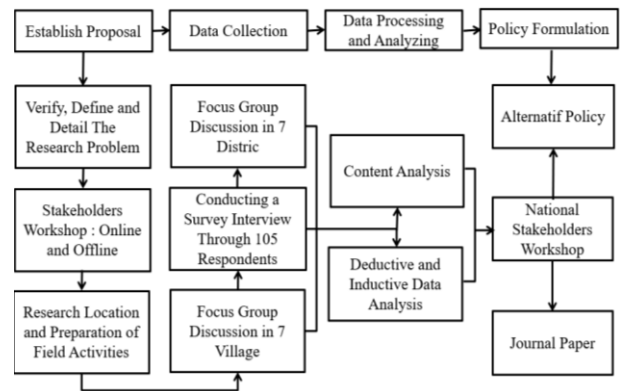 Establish Proposal
Data Collection
Data Processing
and Analyzing
Policy Formulation
Verify, Define and
Detail The
Research Problem
Stakeholders
Workshop : Online
and Offline
Research Location
and Preparation of
Field Activities
Focus Group
Discussion in 7
Distric
Conducting a
Survey Interview
Through 105
Respondents
Focus Group
Discussion in 7
Village
Content Analysis
Deductive and
Inductive Data
Analysis
Alternatif Policy
National
Stakeholders
Workshop
Journal Paper